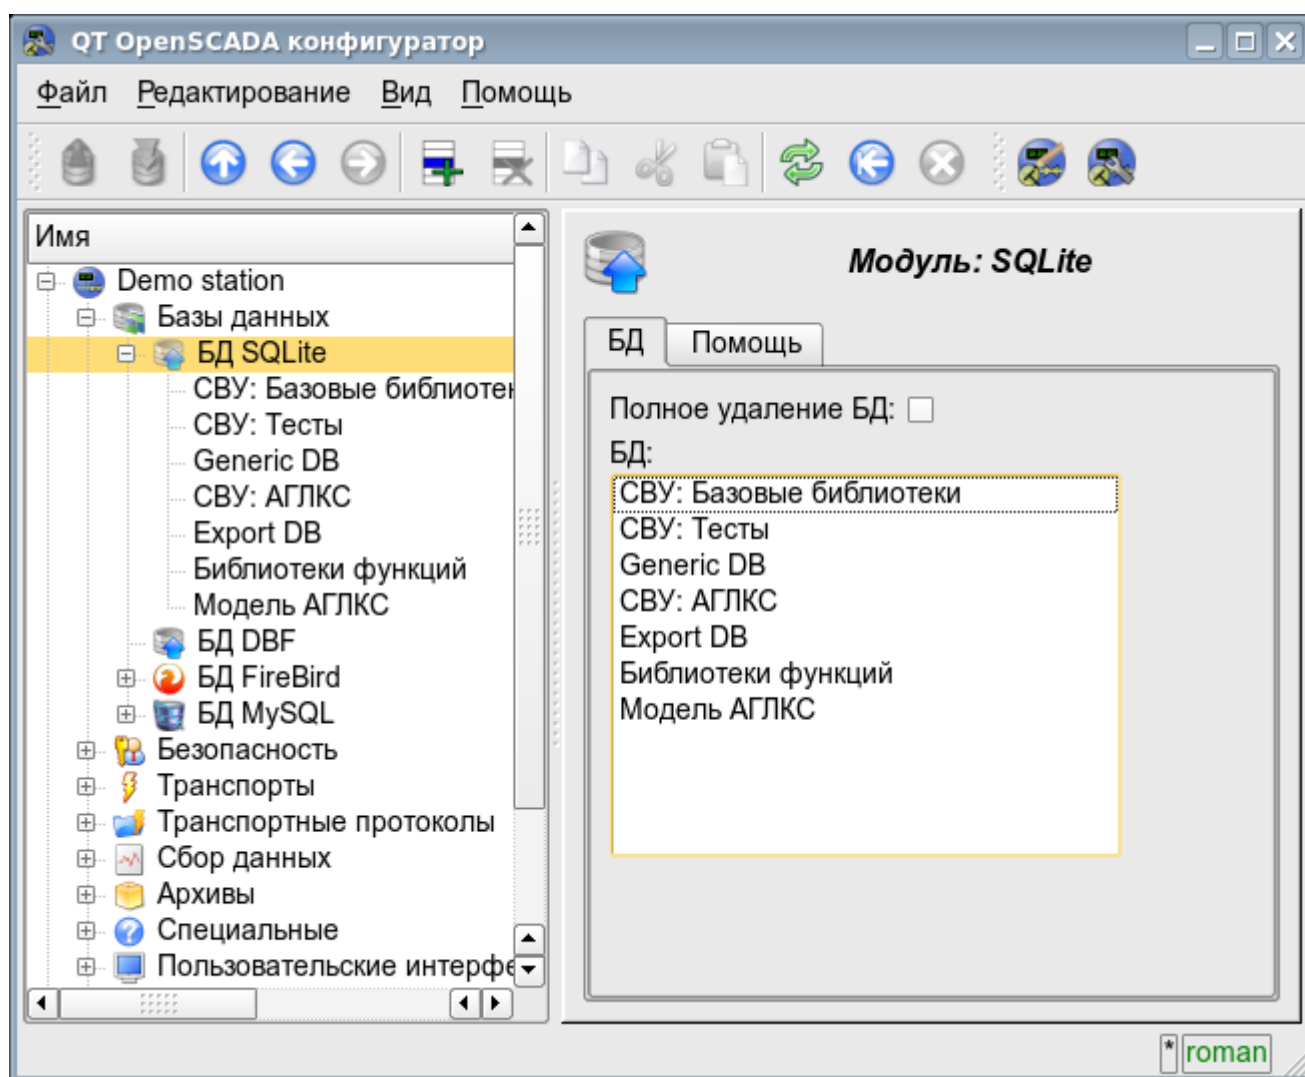 QT OpenSCADA конфигуратор
Файл Редактирование Вид Помощь
Имя
Demo station
Базы данных
БД SQLite
СВУ: Базовые библиотек
СВУ: Тесты
Generic DB
СВУ: АГЛКС
Export DB
Библиотеки функций
Модель АГЛКС
БД DBF
БД FireBird
БД MySQL
Безопасность
Транспорты
Транспортные протоколы
Сбор данных
Архивы
Специальные
Пользовательские интерфе
Модуль: SQLite
БД Помощь
Полное удаление БД:
БД:
СВУ: Базовые библиотеки
СВУ: Тесты
Generic DB
СВУ: АГЛКС
Export DB
Библиотеки функций
Модель АГЛКС
* roman